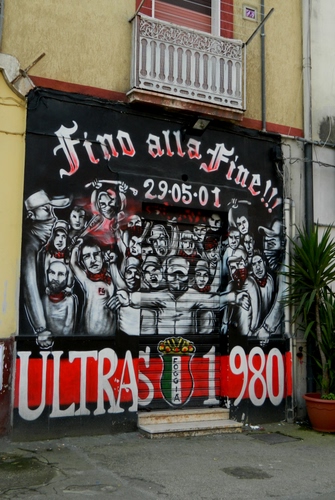 Fino alla Fine!!!
29-05-01
ULTRAS 1980
FOGGIA